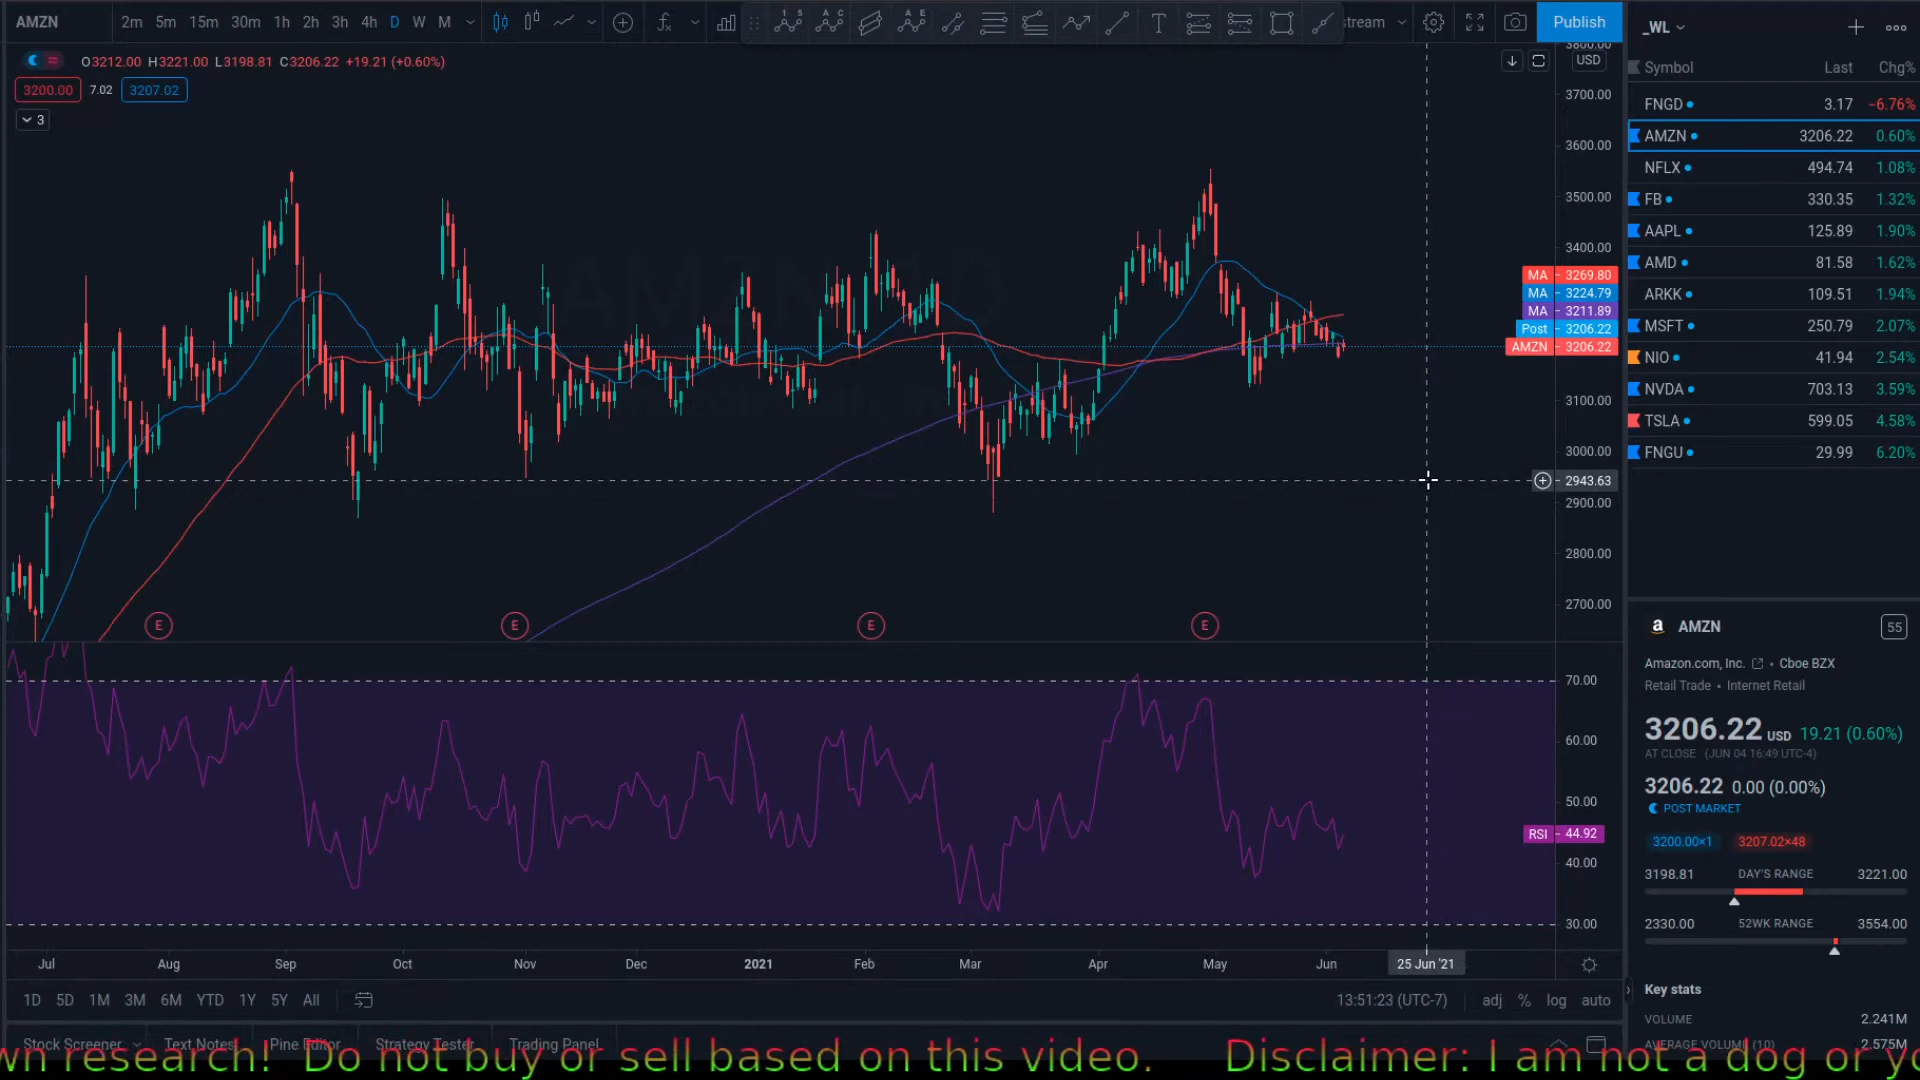 AMZN 2m 5m 15m 30m 1h 2h 3h 4h D W M stream Publish
O3212.00 H3221.00 L3198.81 C3206.22 +19.21 (+0.60%)
3200.00 7.02 3207.02
3
USD
3800.00
3700.00
3600.00
3500.00
3400.00
MA 3269.80
MA 3224.79
MA 3211.89
Post 3206.22
AMZN 3206.22
3100.00
3000.00
2943.63
2900.00
2800.00
2700.00
E E E E
70.00
60.00
50.00
RSI 44.92
40.00
30.00
Jul Aug Sep Oct Nov Dec 2021 Feb Mar Apr May Jun 25 Jun '21
1D 5D 1M 3M 6M YTD 1Y 5Y All 13:51:23 (UTC-7) adj % log auto
Stock Screener Text Notes Pine Editor Strategy Tester Trading Panel
_WL
Symbol Last Chg%
FNGD 3.17 −6.76%
AMZN 3206.22 0.60%
NFLX 494.74 1.08%
FB 330.35 1.32%
AAPL 125.89 1.90%
AMD 81.58 1.62%
ARKK 109.51 1.94%
MSFT 250.79 2.07%
NIO 41.94 2.54%
NVDA 703.13 3.59%
TSLA 599.05 4.58%
FNGU 29.99 6.20%
a AMZN 55
Amazon.com, Inc. • Cboe BZX
Retail Trade • Internet Retail
3206.22 USD 19.21 (0.60%)
AT CLOSE (JUN 04 16:49 UTC-4)
3206.22 0.00 (0.00%)
POST MARKET
3200.00×1 3207.02×48
3198.81 DAY'S RANGE 3221.00
2330.00 52WK RANGE 3554.00
Key stats
VOLUME 2.241M
AVERAGE VOLUME (10) 2.575M
wn research! Do not buy or sell based on this video. Disclaimer: I am not a dog or yo